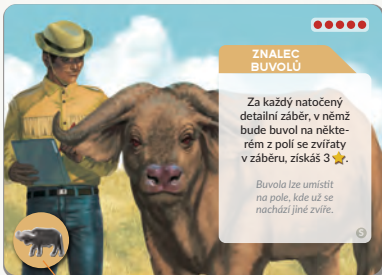 ZNALEC
BUVOLŮ
Za každý natočený
detailní záběr, v němž
bude buvol na někte-
rém z polí se zvířaty
v záběru, získáš 3 ⭐.
Buvola lze umístit
na pole, kde už se
nachází jiné zvíře.
S